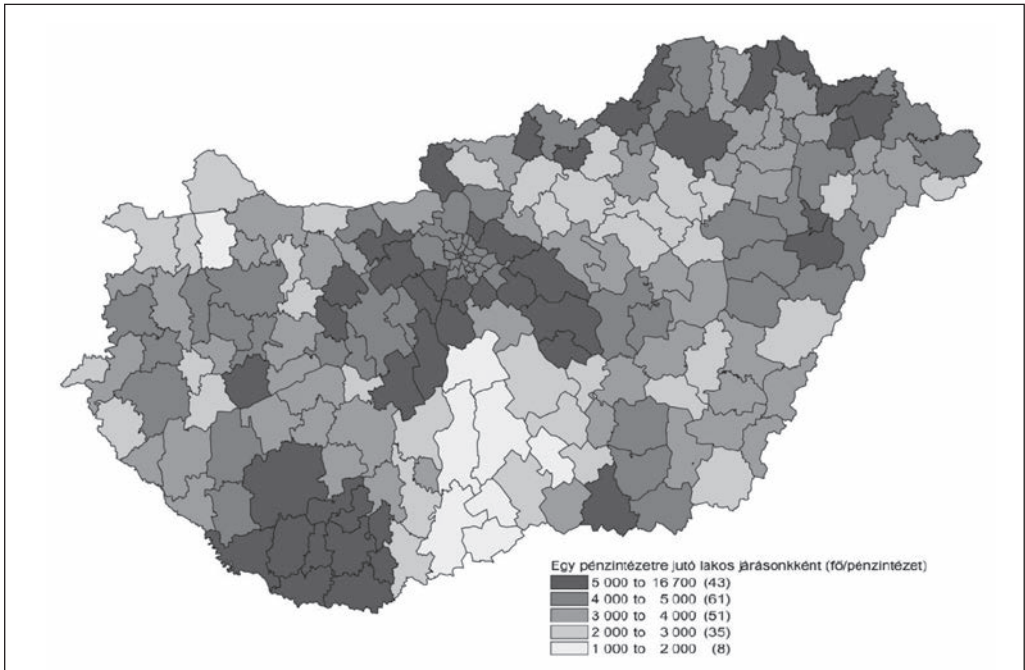 Egy pénzintézetre jutó lakos járásonkként (fő/pénzintézet)
5 000 to 16 700 (43)
4 000 to 5 000 (61)
3 000 to 4 000 (51)
2 000 to 3 000 (35)
1 000 to 2 000 (8)